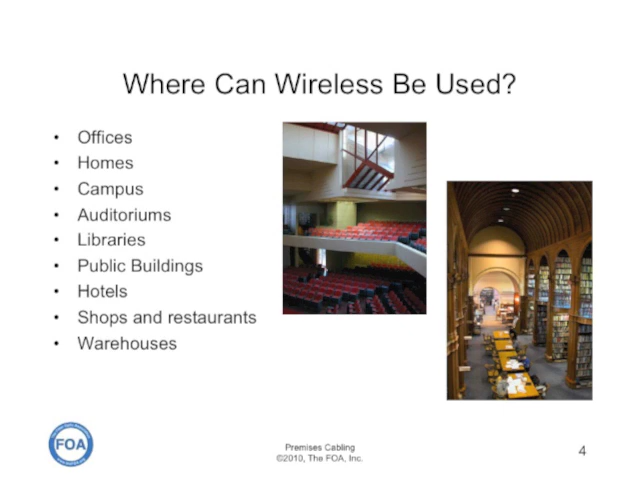 Where Can Wireless Be Used?
• Offices
• Homes
• Campus
• Auditoriums
• Libraries
• Public Buildings
• Hotels
• Shops and restaurants
• Warehouses
FOA
Premises Cabling
©2010, The FOA, Inc.
4